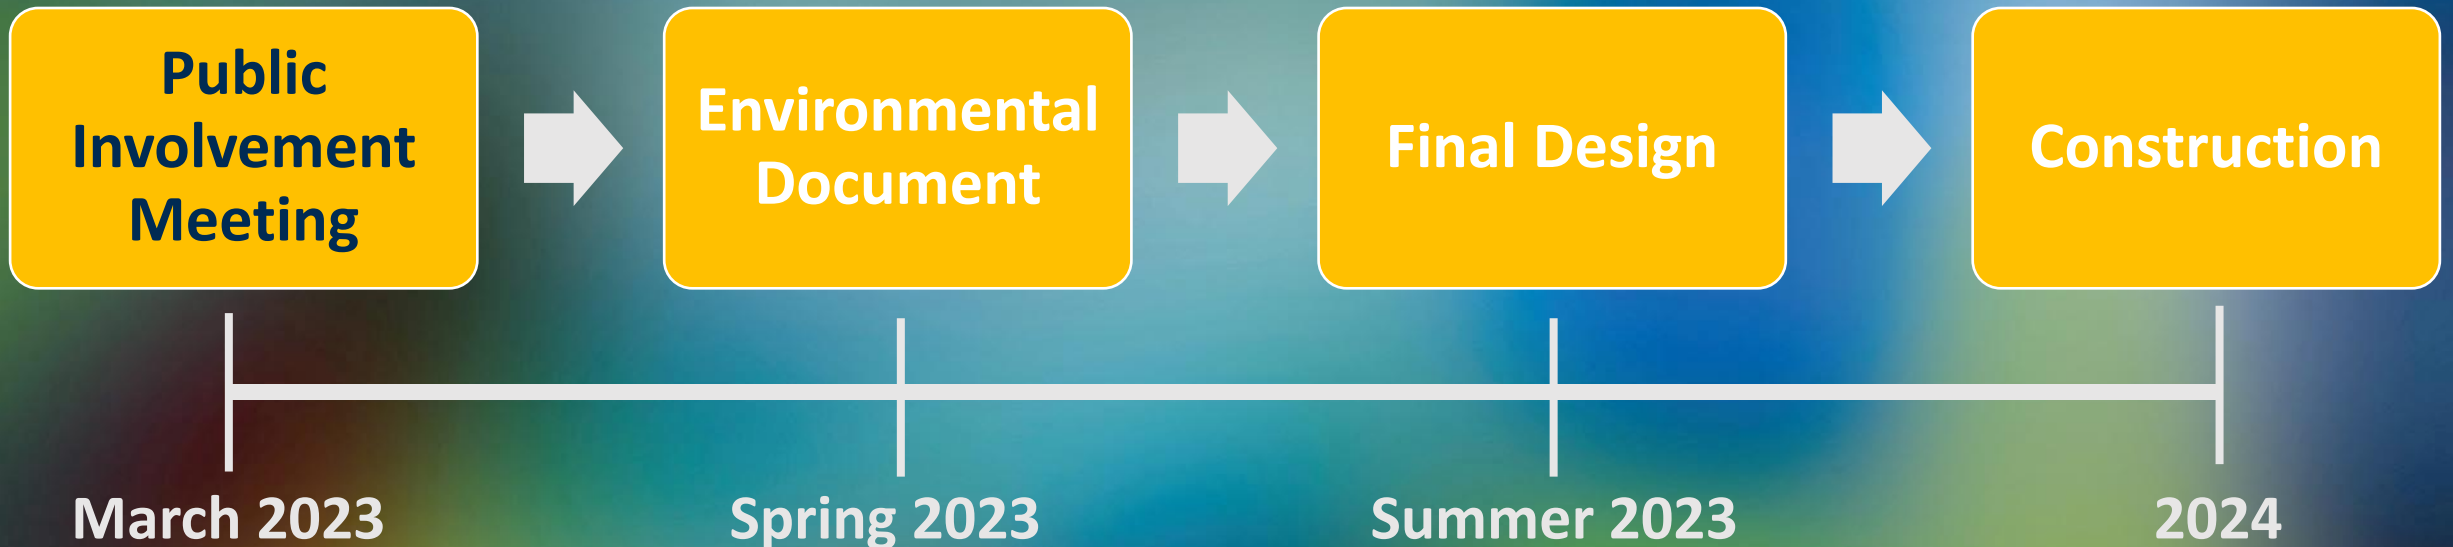 Public
Involvement
Meeting
Environmental
Document
Final Design
Construction
March 2023
Spring 2023
Summer 2023
2024